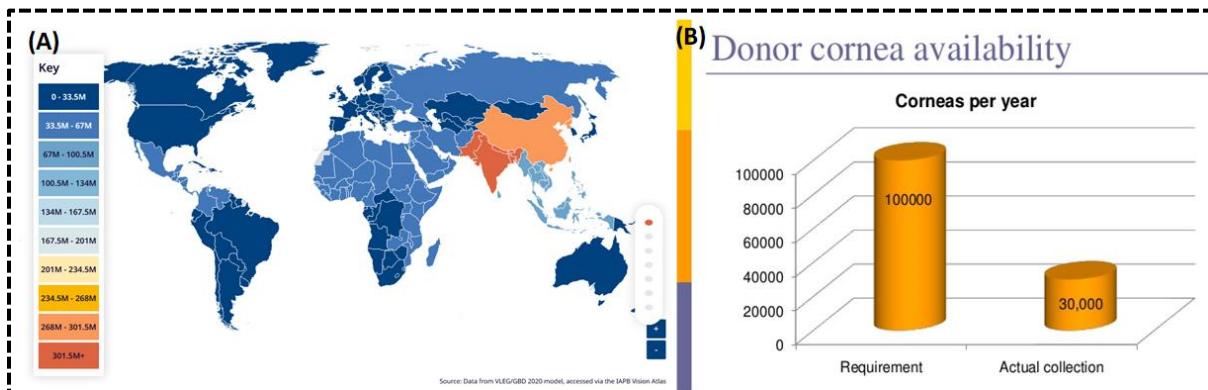 (A)
Key
0 - 33.5M
33.5M - 67M
67M - 100.5M
100.5M - 134M
134M - 167.5M
167.5M - 201M
201M - 234.5M
234.5M - 268M
268M - 301.5M
301.5M+
+
-
Source: Data from VLEG/GBD 2020 model, accessed via the IAPB Vision Atlas
(B)
Donor cornea availability
Corneas per year
100000
80000
60000
40000
20000
0
100000
30,000
Requirement
Actual collection